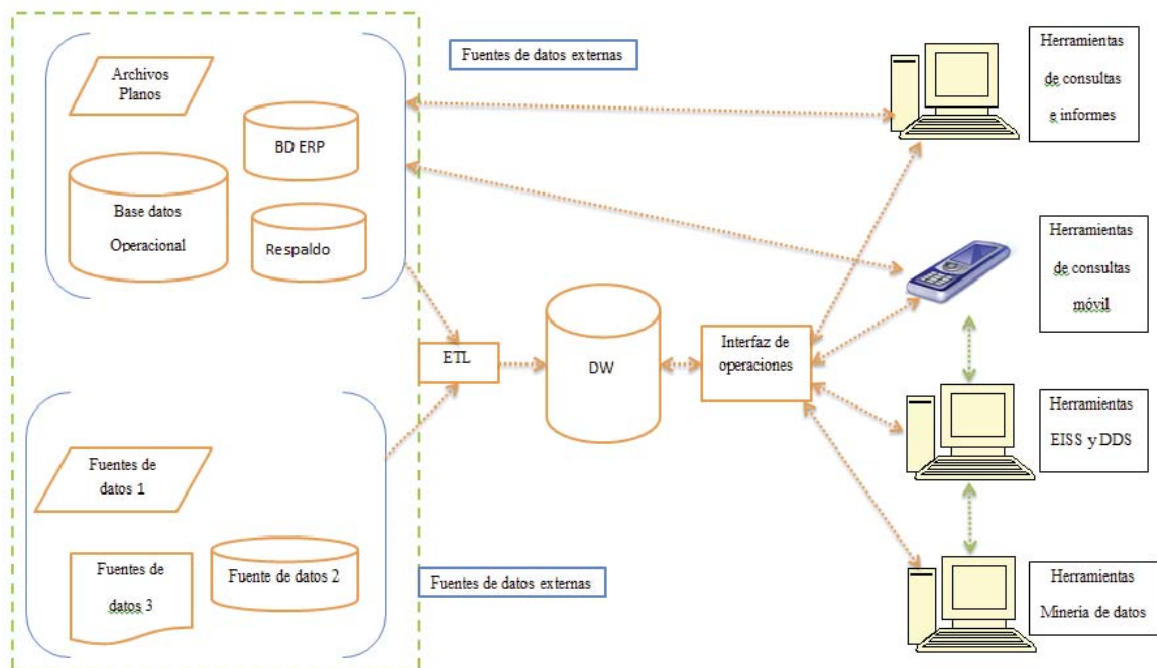 Fuentes de datos externas
Archivos
Planos
BD ERP
Base datos
Operacional
Respaldo
Herramientas
de consultas
e informes
Herramientas
de consultas
móvil
ETL
DW
Interfaz de
operaciones
Herramientas
EISS y DDS
Fuentes de
datos 1
Fuente de datos 2
Fuentes de
datos 3
Fuentes de datos externas
Herramientas
Minería de datos